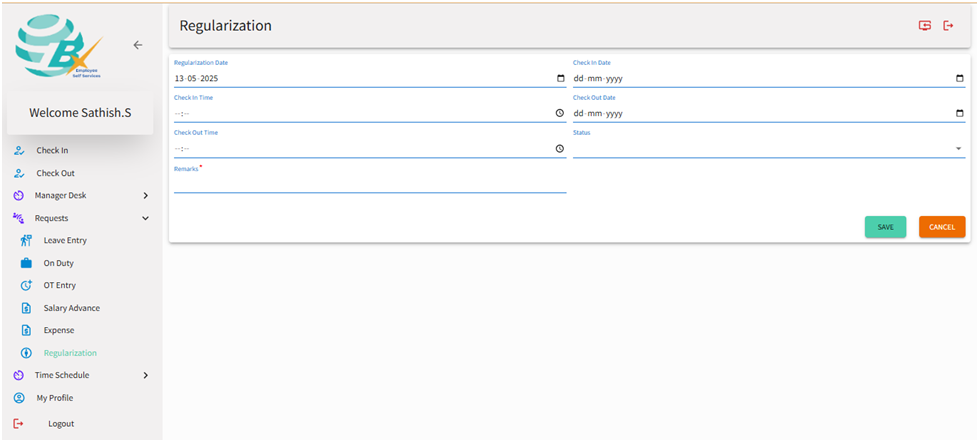 TBX
Employee
Self Services
Welcome Sathish.S
Check In
Check Out
Manager Desk
Requests
Leave Entry
On Duty
OT Entry
Salary Advance
Expense
Regularization
Time Schedule
My Profile
Logout
Regularization
Regularization Date
13-05-2025
Check In Date
dd-mm-yyyy
Check In Time
--:--
Check Out Date
dd-mm-yyyy
Check Out Time
--:--
Status
Remarks*
SAVE
CANCEL